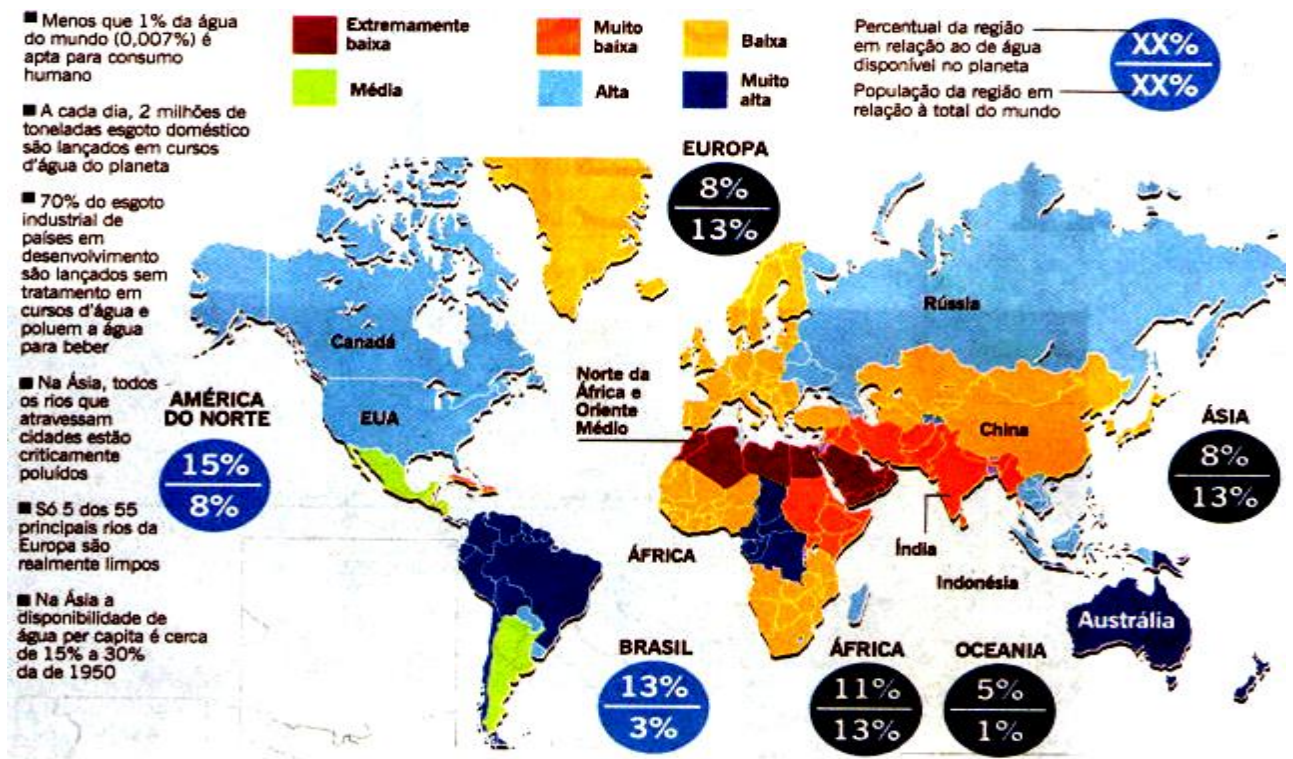 ■ Menos que 1% da água
do mundo (0,007%) é
apta para consumo
humano
■ A cada dia, 2 milhões de
toneladas esgoto doméstico
são lançados em cursos
d'água do planeta
■ 70% do esgoto
industrial de
países em
desenvolvimento
são lançados sem
tratamento em
cursos d'água e
poluem a água
para beber
■ Na Ásia, todos
os rios que
atravessam
cidades estão
criticamente
poluídos
■ Só 5 dos 55
principais rios da
Europa são
realmente limpos
■ Na Ásia a
disponibilidade de
água per capita é cerca
de 15% a 30%
da de 1950
Extremamente
baixa
Muito
baixa
Baixa
Média
Alta
Muito
alta
Percentual da região
em relação ao de água
disponível no planeta
População da região em
relação à total do mundo
XX%
XX%
EUROPA
8%
13%
Canadá
EUA
Rússia
AMÉRICA
DO NORTE
15%
8%
Norte da
África e
Oriente
Médio
China
ÁSIA
8%
13%
ÁFRICA
Índia
Indonésia
Austrália
BRASIL
13%
3%
ÁFRICA
11%
13%
OCEANIA
5%
1%